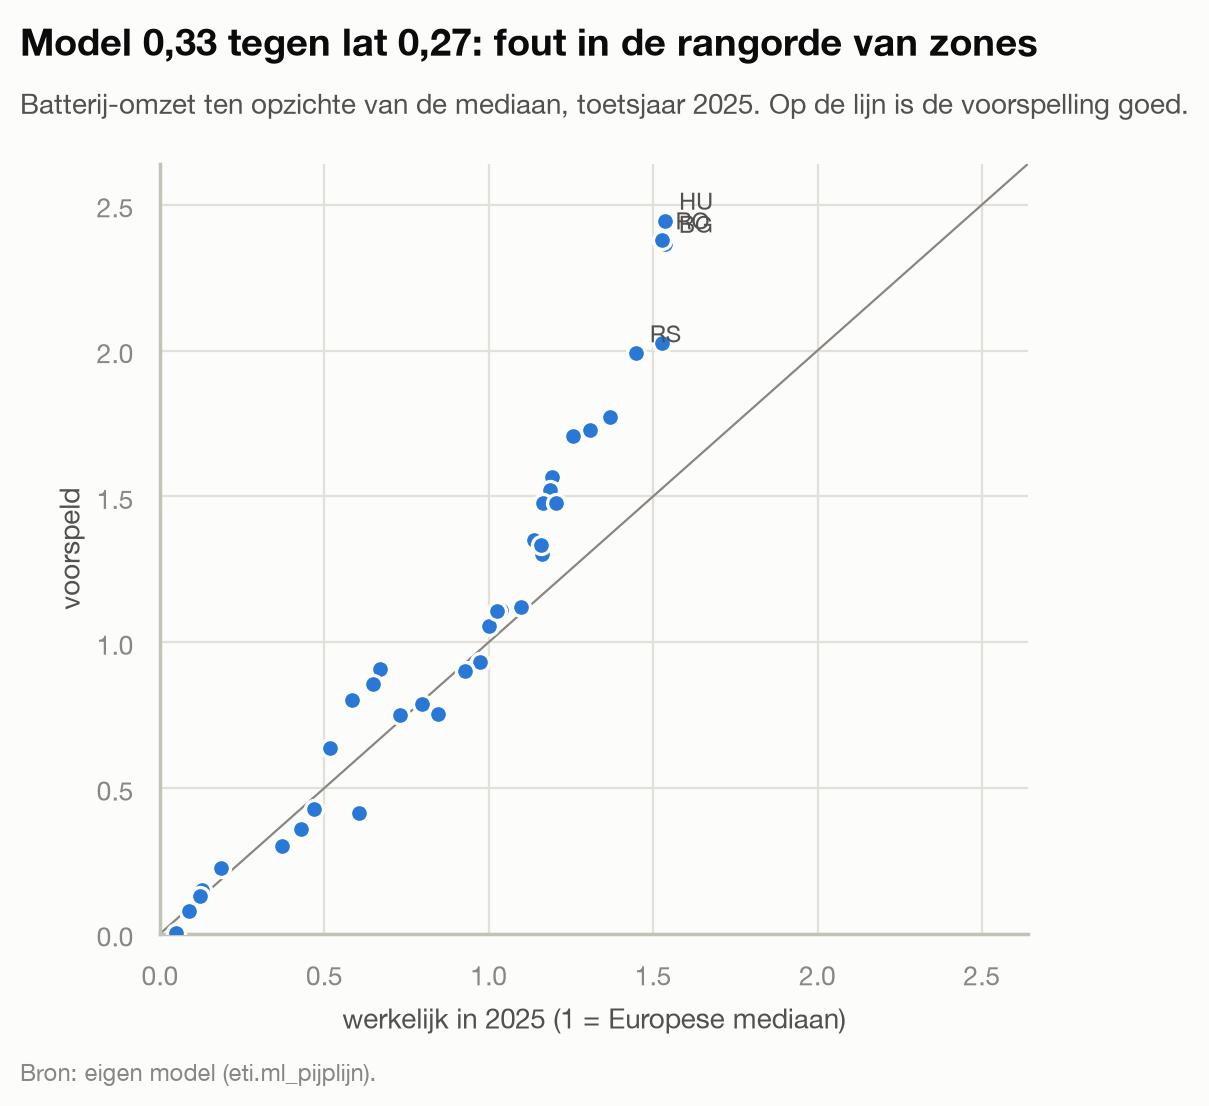 Model 0,33 tegen lat 0,27: fout in de rangorde van zones
Batterij-omzet ten opzichte van de mediaan, toetsjaar 2025. Op de lijn is de voorspelling goed.
2.5
2.0
1.5
1.0
0.5
0.0
voorspeld
HU
RO
BG
RS
0.0 0.5 1.0 1.5 2.0 2.5
werkelijk in 2025 (1 = Europese mediaan)
Bron: eigen model (eti.ml_pijplijn).